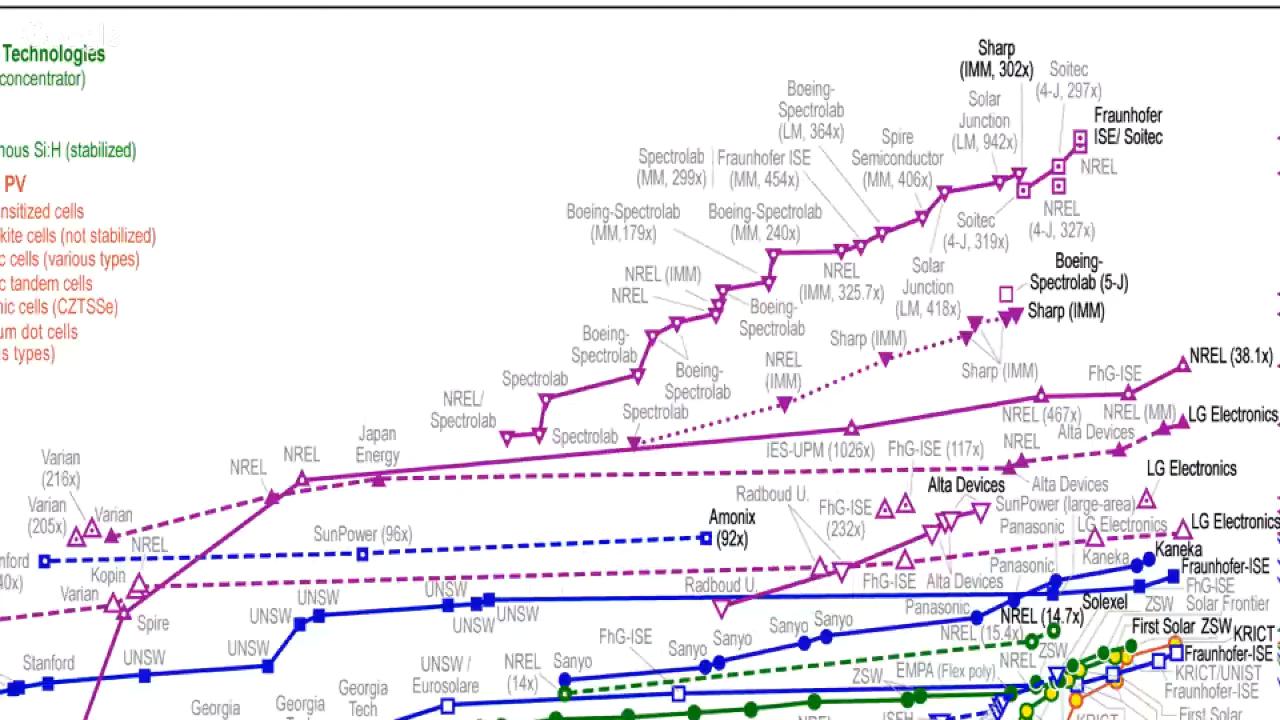 Technologies
concentrator)
nous Si:H (stabilized)
PV
nsitized cells
kite cells (not stabilized)
c cells (various types)
c tandem cells
nic cells (CZTSSe)
um dot cells
s types)
Sharp
(IMM, 302x)
Soitec
(4-J, 297x)
Boeing-
Spectrolab
(LM, 364x)
Solar
Junction
(LM, 942x)
Fraunhofer
ISE/ Soitec
Spire
Semiconductor
(MM, 406x)
Spectrolab
(MM, 299x)
Fraunhofer ISE
(MM, 454x)
NREL
Boeing-Spectrolab
(MM,179x)
Boeing-Spectrolab
(MM, 240x)
Soitec
(4-J, 319x)
NREL
(4-J, 327x)
NREL (IMM)
NREL
NREL
(IMM, 325.7x)
Solar
Junction
(LM, 418x)
Boeing-
Spectrolab (5-J)
Sharp (IMM)
Boeing-
Spectrolab
Boeing-
Spectrolab
Boeing-
Spectrolab
Sharp (IMM)
NREL
(IMM)
Sharp (IMM)
NREL (38.1x)
FhG-ISE
Spectrolab
NREL/
Spectrolab
Spectrolab
Spectrolab
NREL (467x)
NREL (MM)
LG Electronics
Alta Devices
NREL
IES-UPM (1026x)
FhG-ISE (117x)
Japan
Energy
NREL
NREL
Varian
(216x)
Varian
(205x)
Varian
LG Electronics
Alta Devices
Alta Devices
SunPower (large-area)
Radboud U.
FhG-ISE
(232x)
Amonix
(92x)
SunPower (96x)
Panasonic
LG Electronics
LG Electronics
nford
40x)
NREL
Kopin
Varian
Spire
Radboud U.
FhG-ISE
Alta Devices
Panasonic
Kaneka
Kaneka
Fraunhofer-ISE
FhG-ISE
UNSW
UNSW
UNSW
UNSW
UNSW
UNSW
UNSW
Stanford
Panasonic
Solexel
ZSW
Solar Frontier
NREL (14.7x)
First Solar
ZSW
KRICT
NREL (15.4x)
Sanyo
Sanyo
Sanyo
Sanyo
Sanyo
FhG-ISE
NREL
(14x)
ZSW
NREL
Fraunhofer-ISE
KRICT/UNIST
Fraunhofer-ISE
EMPA (Flex poly)
ZSW
UNSW /
Eurosolare
Georgia
Tech
Georgia
Georgia
ISFH
NREL
KRICT
First Solar